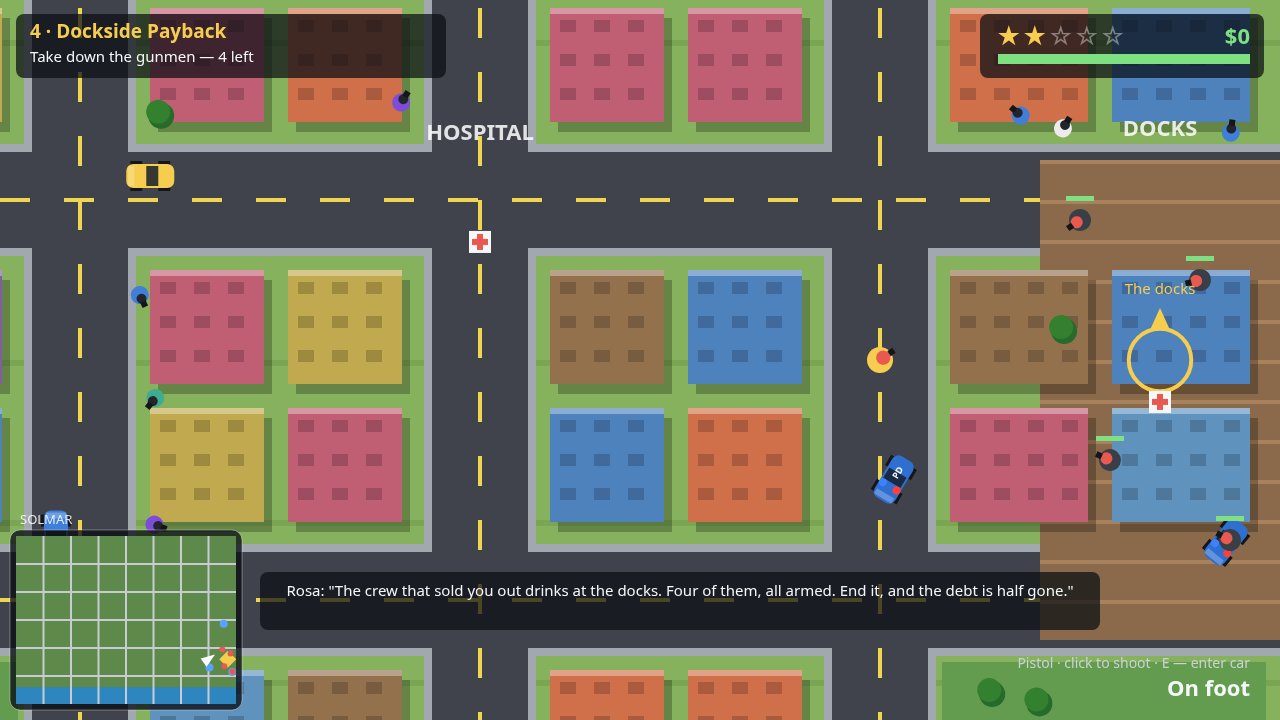 4 · Dockside Payback
Take down the gunmen — 4 left
$0
HOSPITAL
DOCKS
The docks
PD
SOLMAR
Rosa: "The crew that sold you out drinks at the docks. Four of them, all armed. End it, and the debt is half gone."
Pistol · click to shoot · E — enter car
On foot